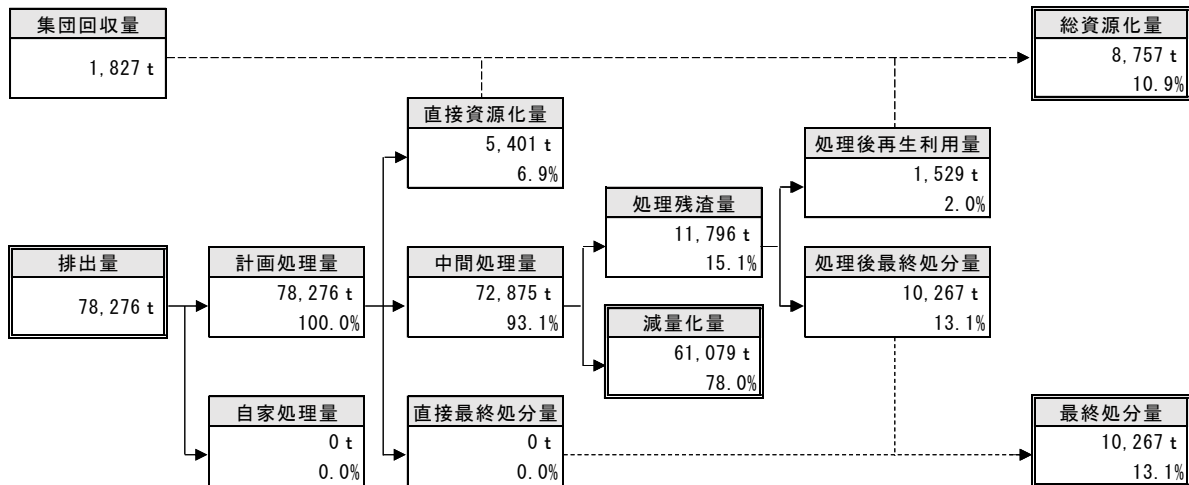 集団回収量
1,827 t
総資源化量
8,757 t
10.9%
直接資源化量
5,401 t
6.9%
処理後再生利用量
1,529 t
2.0%
処理残渣量
11,796 t
15.1%
排出量
78,276 t
計画処理量
78,276 t
100.0%
中間処理量
72,875 t
93.1%
処理後最終処分量
10,267 t
13.1%
減量化量
61,079 t
78.0%
自家処理量
0 t
0.0%
直接最終処分量
0 t
0.0%
最終処分量
10,267 t
13.1%